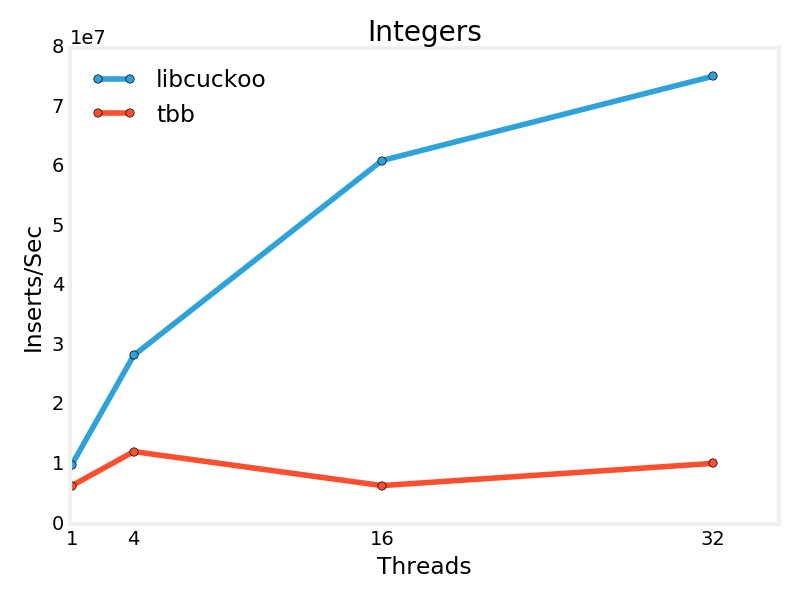 Integers
1e7
8
7
6
5
4
3
2
1
0
libcuckoo
tbb
Inserts/Sec
1 4 16 32
Threads